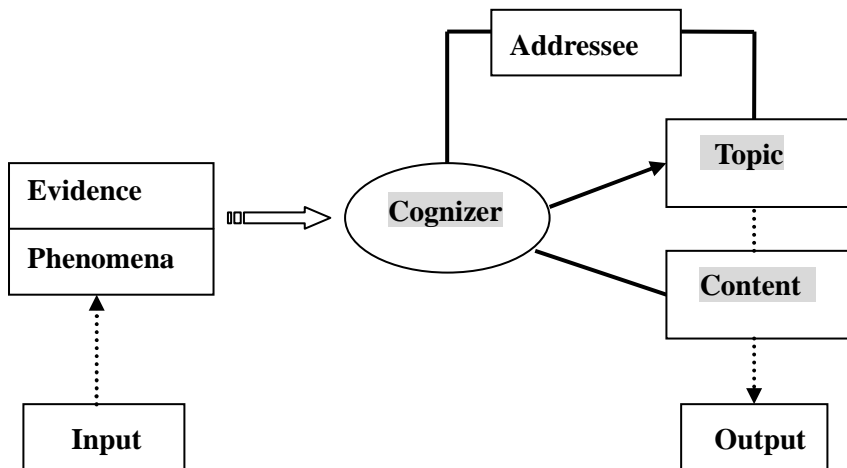 Addressee
Topic
Evidence
Cognizer
Phenomena
Content
Input
Output